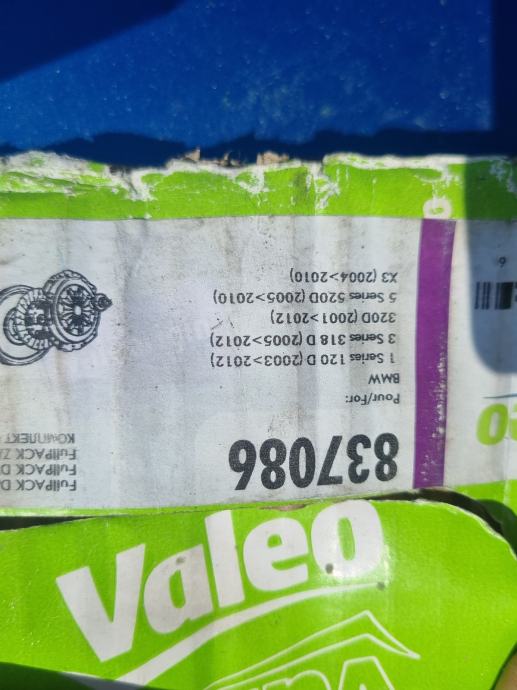 837086
Pour/For:
BMW
1 Series 120 D (2003>2012)
3 Series 318 D (2005>2012)
320D (2001>2012)
5 Series 520D (2005>2010)
X3 (2004>2010)
FullPACK D
FullPACK D
FullPACK Z
КОМПЛЕКТ
Valeo